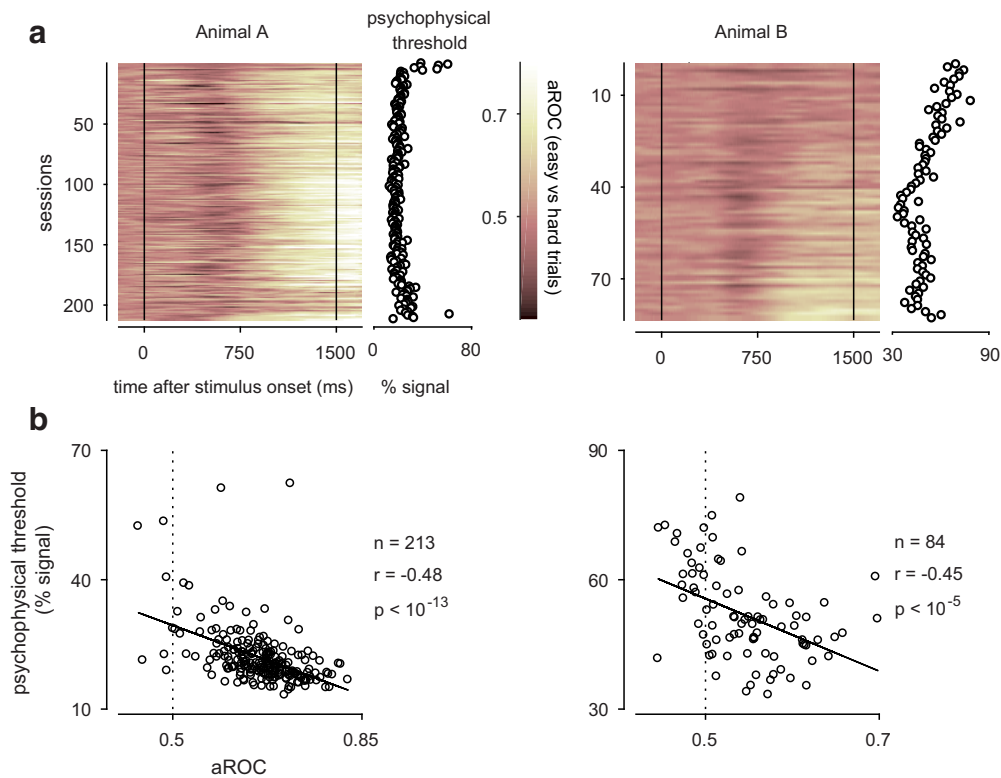 a
Animal A
psychophysical
threshold
Animal B
sessions
50
100
150
200
0
750
1500
time after stimulus onset (ms)
0
80
% signal
0.7
0.5
aROC
(easy vs hard trials)
10
40
70
0
750
1500
30
90
b
psychophysical threshold
(% signal)
70
40
10
0.5
0.85
aROC
n = 213
r = -0.48
p < 10-13
90
60
30
0.5
0.7
n = 84
r = -0.45
p < 10-5